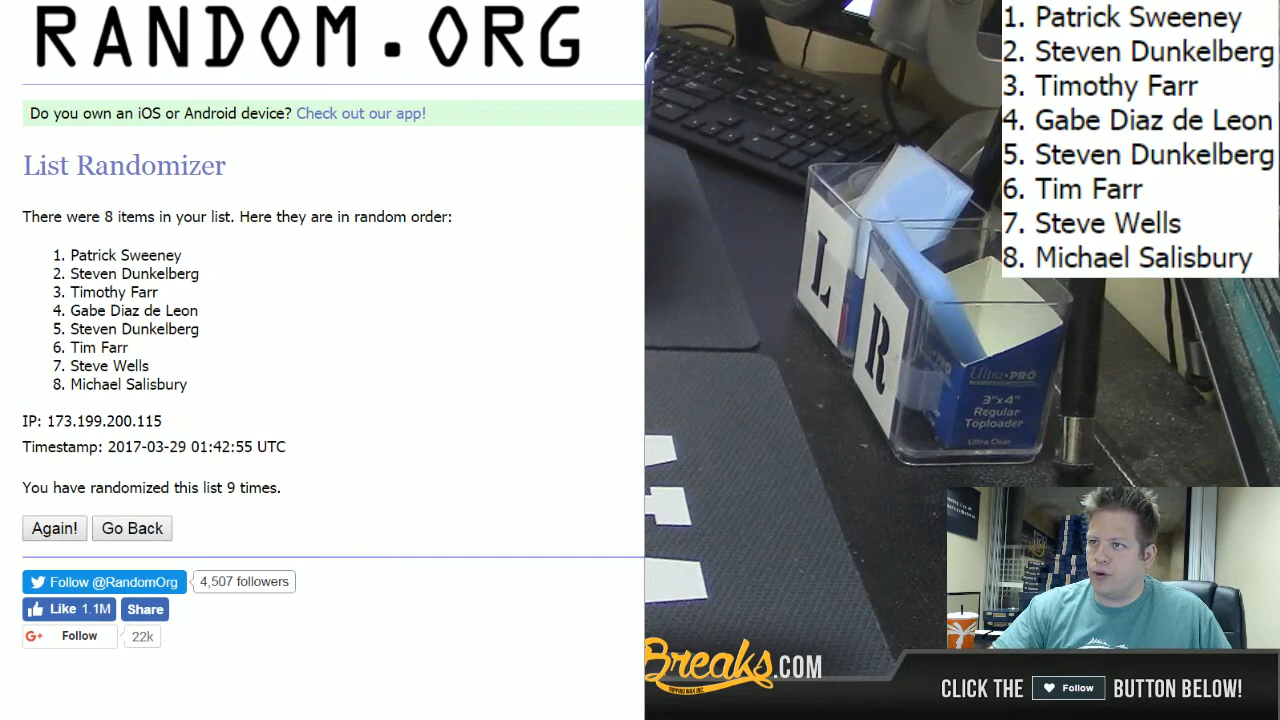 RANDOM.ORG
Do you own an iOS or Android device? Check out our app!
List Randomizer
There were 8 items in your list. Here they are in random order:
1. Patrick Sweeney
2. Steven Dunkelberg
3. Timothy Farr
4. Gabe Diaz de Leon
5. Steven Dunkelberg
6. Tim Farr
7. Steve Wells
8. Michael Salisbury
IP: 173.199.200.115
Timestamp: 2017-03-29 01:42:55 UTC
You have randomized this list 9 times.
Again! Go Back
Follow @RandomOrg 4,507 followers
Like 1.1M Share
G+ Follow 22k
1. Patrick Sweeney
2. Steven Dunkelberg
3. Timothy Farr
4. Gabe Diaz de Leon
5. Steven Dunkelberg
6. Tim Farr
7. Steve Wells
8. Michael Salisbury
L
R
Ultra·PRO
3"x4"
Regular
Toploader
Ultra Clear
Breaks.COM
RIPPING WAX INC.
CLICK THE Follow BUTTON BELOW!